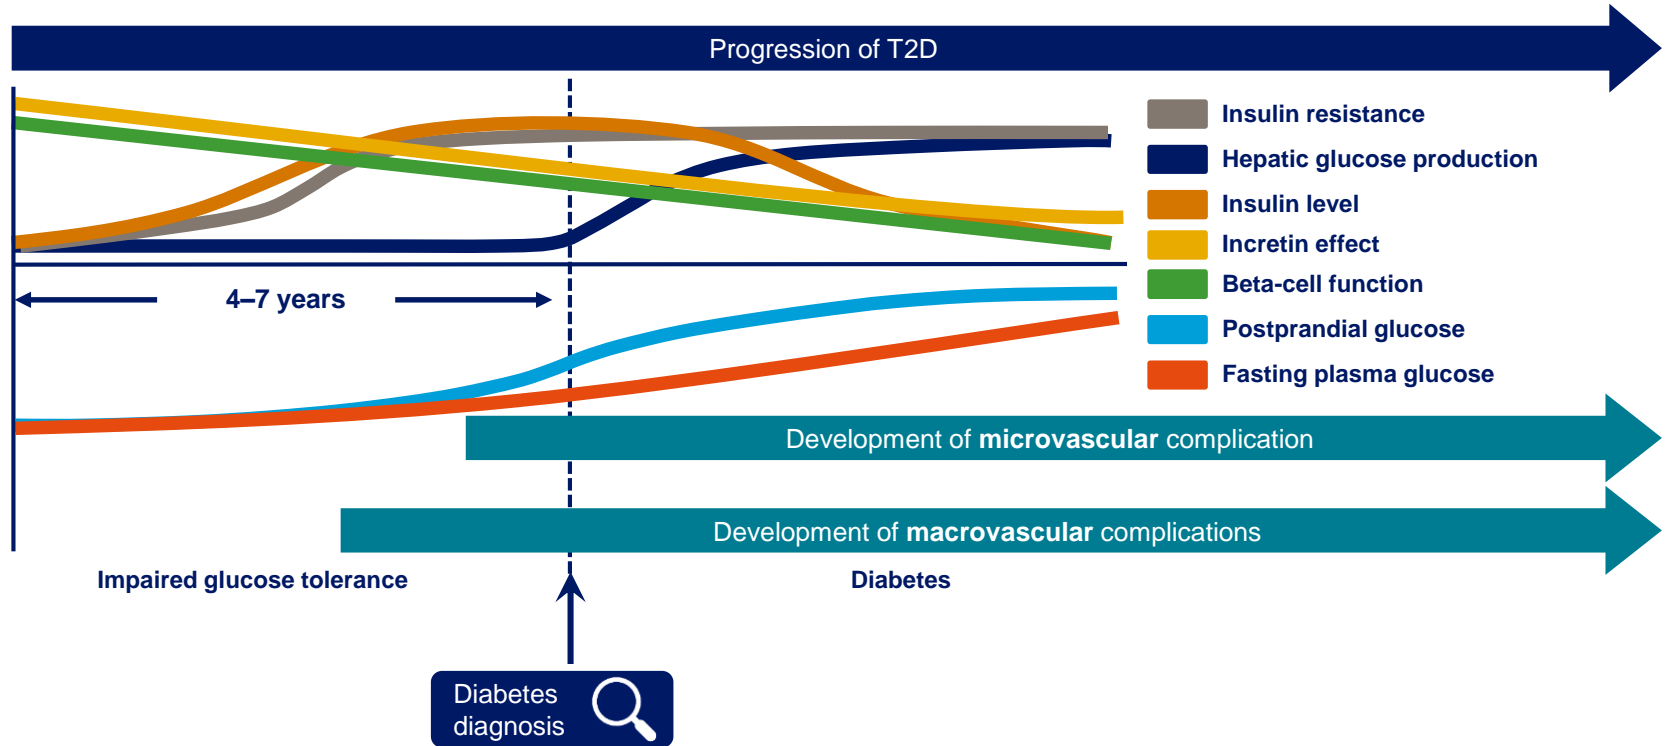 Progression of T2D
Insulin resistance
Hepatic glucose production
Insulin level
Incretin effect
Beta-cell function
Postprandial glucose
Fasting plasma glucose
4–7 years
Development of microvascular complication
Development of macrovascular complications
Impaired glucose tolerance
Diabetes
Diabetes
diagnosis